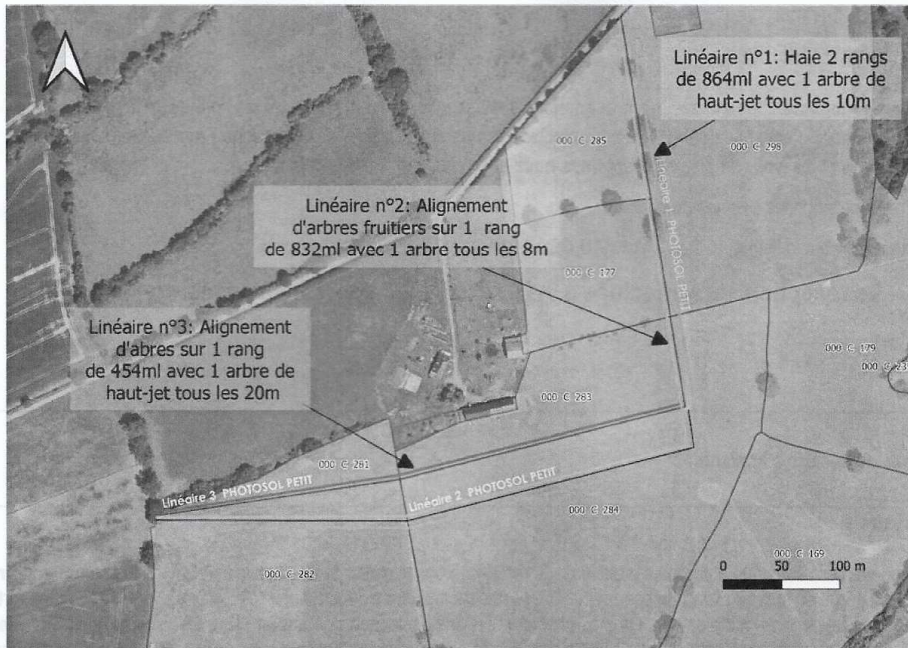 Linéaire n°1: Haie 2 rangs
de 864ml avec 1 arbre de
haut-jet tous les 10m
000 C 285
000 C 298
Linéaire 1 PHOTOSOL PETIT
Linéaire n°2: Alignement
d'arbres fruitiers sur 1 rang
de 832ml avec 1 arbre tous les 8m
000 C 177
Linéaire n°3: Alignement
d'abres sur 1 rang
de 454ml avec 1 arbre de
haut-jet tous les 20m
000 C 179
000 C 283
000 C 281
Linéaire 3 PHOTOSOL PETIT
Linéaire 2 PHOTOSOL PETIT
000 C 284
000 C 282
000 C 169
0 50 100 m